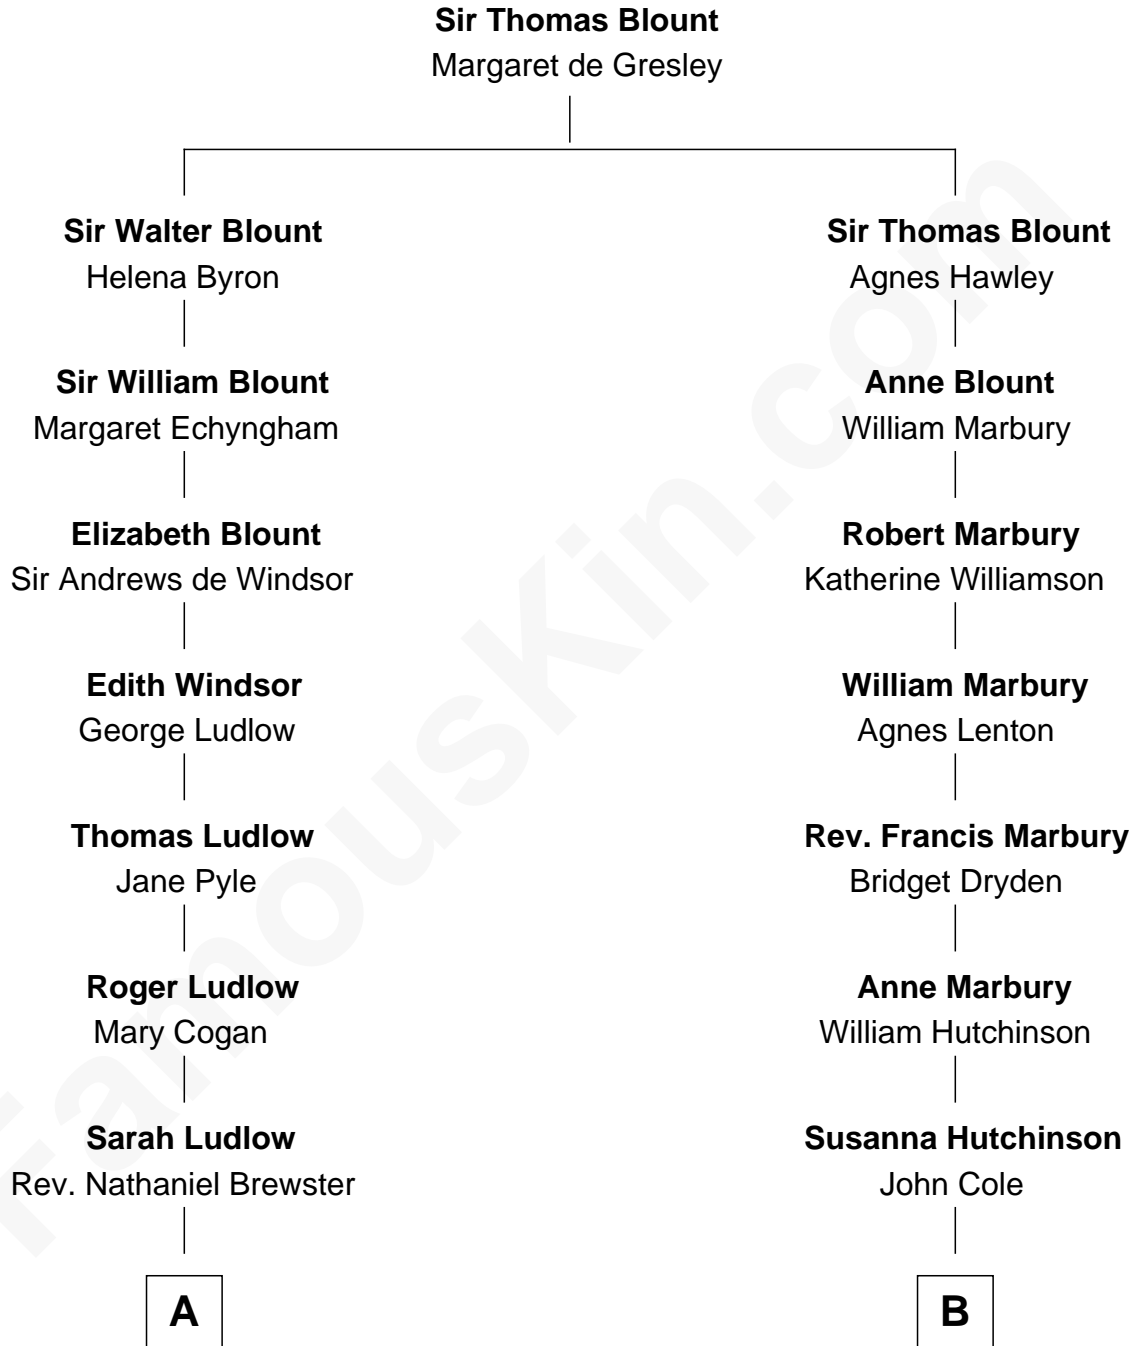 Sir Thomas Blount
Margaret de Gresley
Sir Walter Blount
Helena Byron
Sir William Blount
Margaret Echyngham
Elizabeth Blount
Sir Andrews de Windsor
Edith Windsor
George Ludlow
Thomas Ludlow
Jane Pyle
Roger Ludlow
Mary Cogan
Sarah Ludlow
Rev. Nathaniel Brewster
A
Sir Thomas Blount
Agnes Hawley
Anne Blount
William Marbury
Robert Marbury
Katherine Williamson
William Marbury
Agnes Lenton
Rev. Francis Marbury
Bridget Dryden
Anne Marbury
William Hutchinson
Susanna Hutchinson
John Cole
B
FamousKin.com